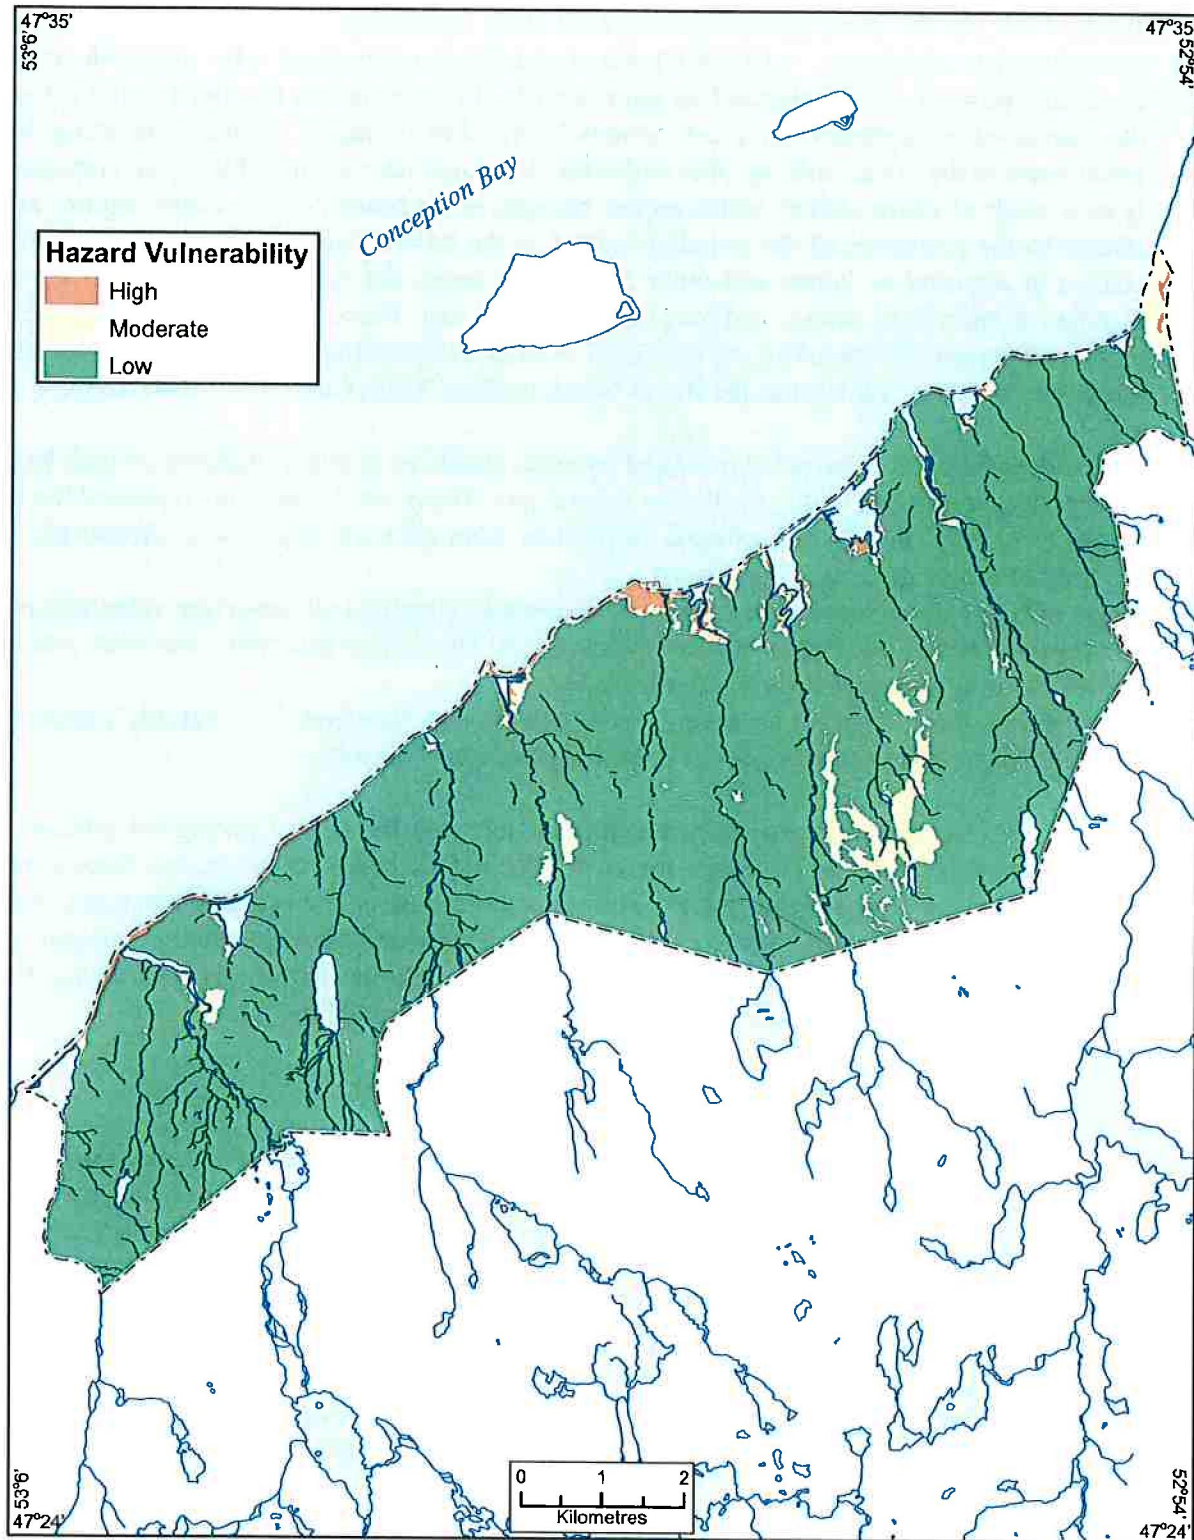 47°35'
53°6'
47°35'
52°54'
Conception Bay
Hazard Vulnerability
High
Moderate
Low
0 1 2
Kilometres
53°6'
47°24'
52°54'
47°24'